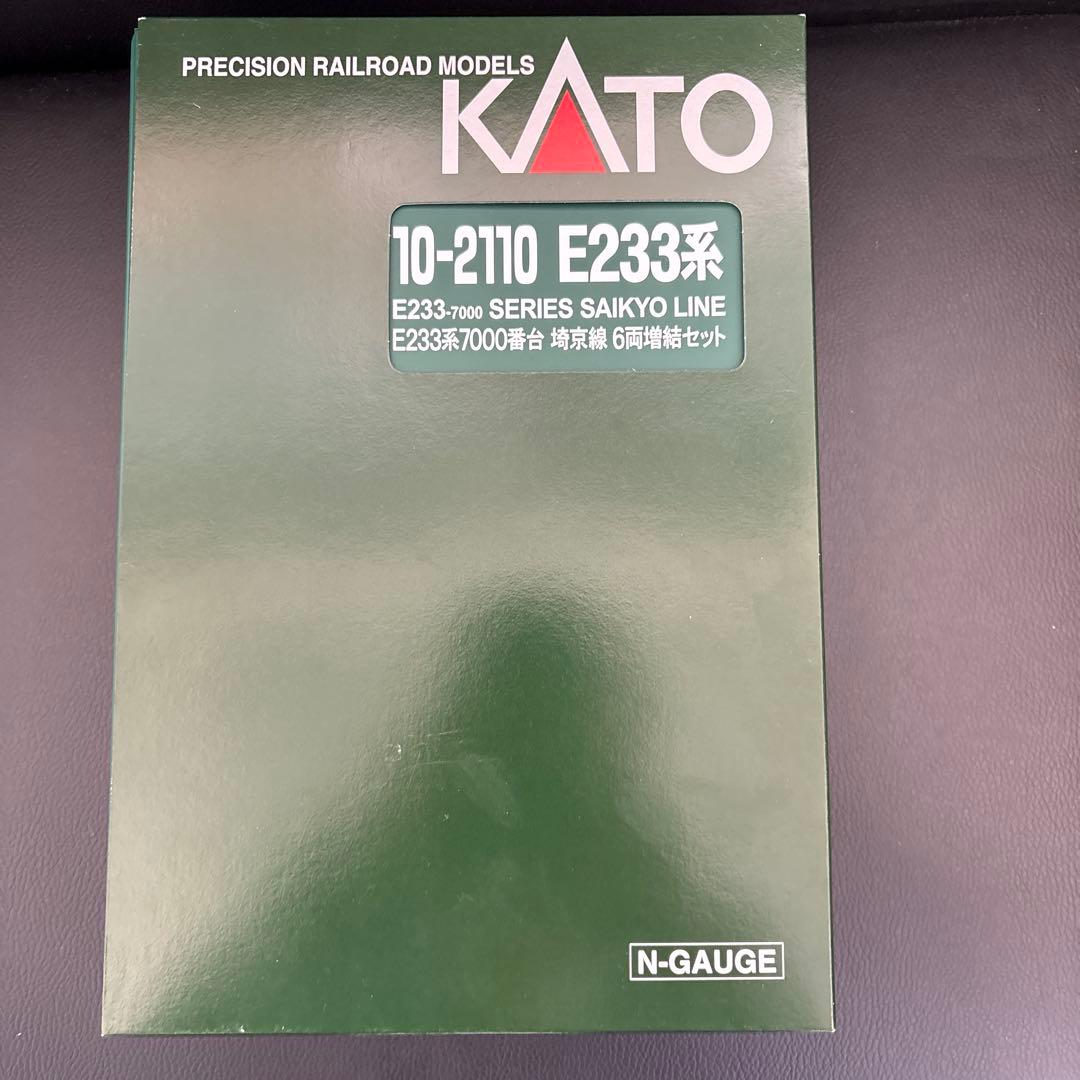 PRECISION RAILROAD MODELS
KATO
10-2110 E233系
E233-7000 SERIES SAIKYO LINE
E233系7000番台 埼京線 6両増結セット
N-GAUGE